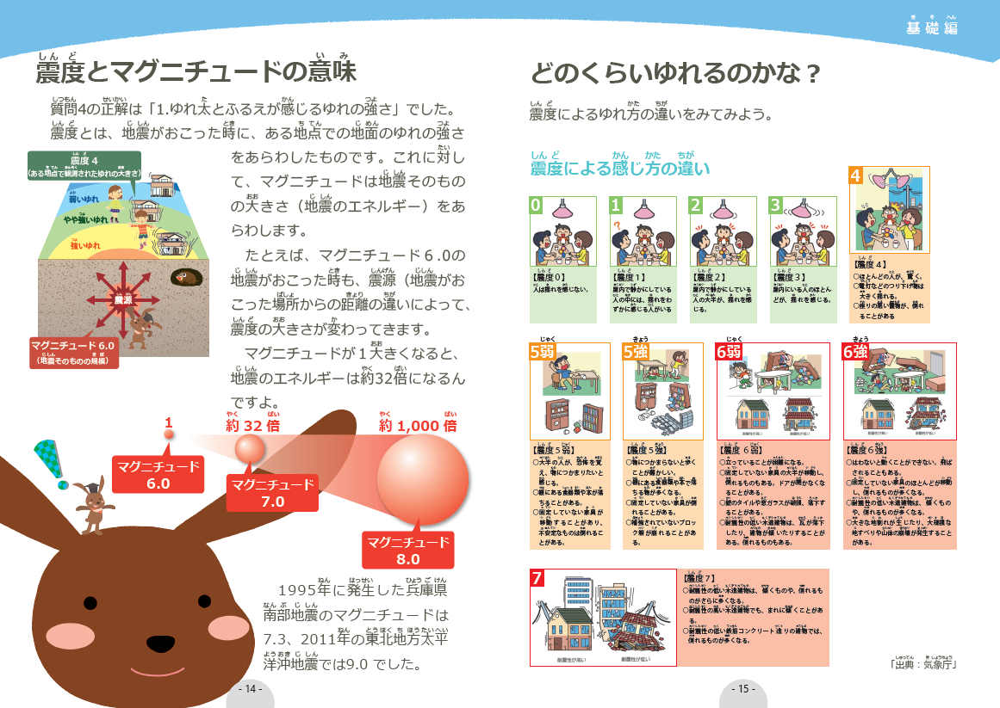 基礎編
震度とマグニチュードの意味
質問4の正解は「1.ゆれ太とふるえが感じるゆれの強さ」でした。
震度とは、地震がおこった時に、ある地点での地面のゆれの強さ
をあらわしたものです。これに対し
て、マグニチュードは地震そのもの
の大きさ（地震のエネルギー）をあ
らわします。
たとえば、マグニチュード６.0の
地震がおこった時も、震源（地震がお
こった場所からの距離の違いによって、
震度の大きさが変わってきます。
マグニチュードが１大きくなると、
地震のエネルギーは約32倍になるん
ですよ。
震度４
（ある地点で観測されたゆれの大きさ）
弱いゆれ
やや強いゆれ
強いゆれ
震源
マグニチュード 6.0
（地震そのものの規模）
1
約 32 倍
約 1,000 倍
マグニチュード
6.0
マグニチュード
7.0
マグニチュード
8.0
1995年に発生した兵庫県
南部地震のマグニチュードは
7.3、2011年の東北地方太平
洋沖地震では9.0 でした。
- 14 -
どのくらいゆれるのかな？
震度によるゆれ方の違いをみてみよう。
震度による感じ方の違い
0
【震度０】
人は揺れを感じない。
1
【震度１】
屋内で静かにしている
人の中には、揺れをわ
ずかに感じる人がいる
2
【震度２】
屋内で静かにしている
人の大半が、揺れを感
じる。
3
【震度３】
屋内にいる人のほとん
どが、揺れを感じる。
4
【震度４】
○ほとんどの人が、驚く。
○電灯などのつり下げ物は
大きく揺れる。
○座りの悪い置物が、倒れ
ることがある
5弱
【震度５弱】
○大半の人が、恐怖を覚
え、物につかまりたいと
感じる。
○棚にある食器類や本が落
ちることがある。
○固定していない家具が
移動することがあり、
不安定なものは倒れるこ
とがある。
5強
【震度５強】
○物につかまらないと歩く
ことが難しい。
○棚にある食器類や本で落
ちる物が多くなる。
○固定していない家具が倒
れることがある。
○補強されていないブロッ
ク塀が崩れることがあ
る。
6弱
耐震性が高い
耐震性が低い
【震度６弱】
○立っていることが困難になる。
○固定していない家具の大半が移動し、
倒れるものもある。ドアが開かなくな
ることがある。
○壁のタイルや窓ガラスが破損、落下す
ることがある。
○耐震性の低い木造建物は、瓦が落下
したり、建物が傾いたりすることが
ある。倒れるものもある。
6強
耐震性が高い
耐震性が低い
【震度６強】
○はわないと動くことができない。飛ば
されることもある。
○固定していない家具のほとんどが移動
し、倒れるものが多くなる。
○耐震性の低い木造建物は、傾くもの
や、倒れるものが多くなる。
○大きな地割れが生じたり、大規模な
地すべりや山体の崩壊が発生すること
がある。
7
耐震性が高い
耐震性が低い
【震度７】
○耐震性の低い木造建物は、傾くものや、倒れるも
のがさらに多くなる。
○耐震性の高い木造建物でも、まれに傾くことがあ
る。
○耐震性の低い鉄筋コンクリート造りの建物では、
倒れるものが多くなる。
「出典：気象庁」
- 15 -